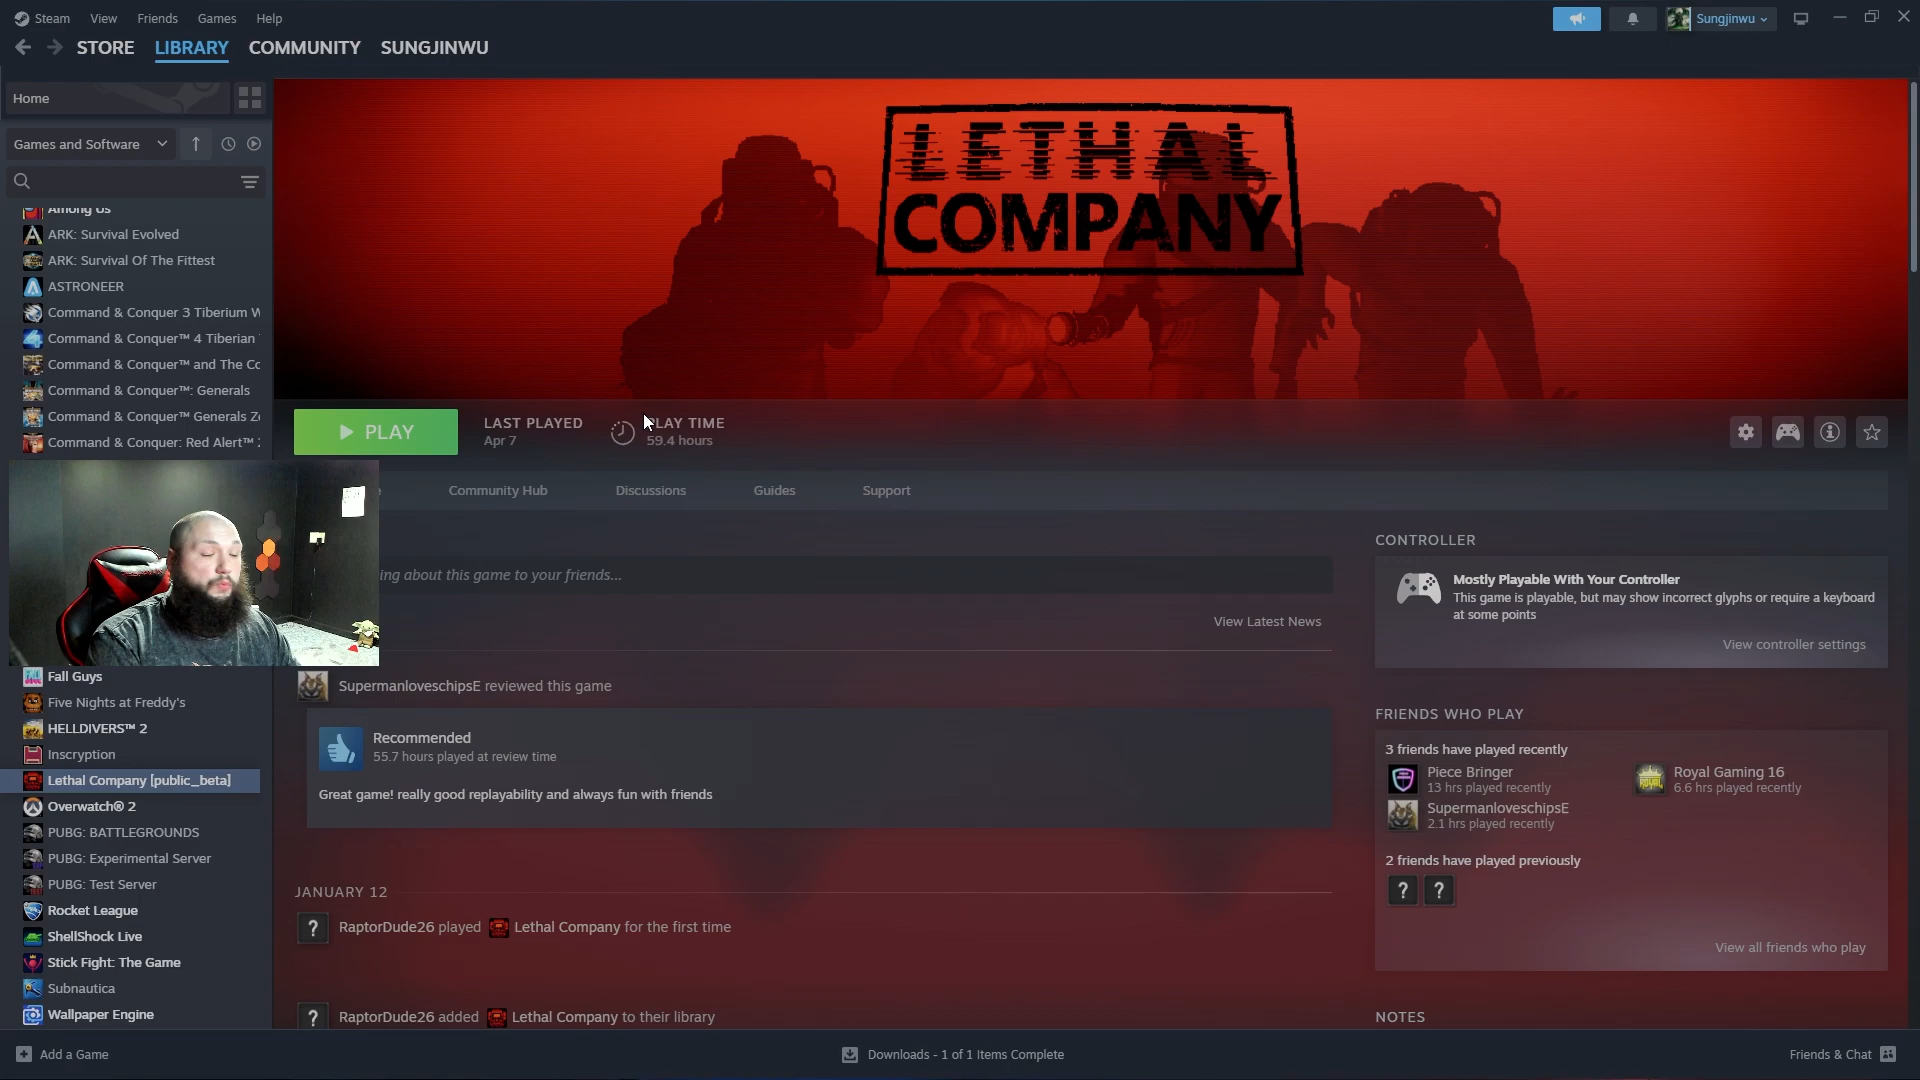 Steam View Friends Games Help
Sungjinwu
STORE LIBRARY COMMUNITY SUNGJINWU
Home
Games and Software
Among Us
ARK: Survival Evolved
ARK: Survival Of The Fittest
ASTRONEER
Command & Conquer 3 Tiberium W
Command & Conquer™ 4 Tiberian
Command & Conquer™ and The Co
Command & Conquer™: Generals
Command & Conquer™ Generals Ze
Command & Conquer: Red Alert™
Fall Guys
Five Nights at Freddy's
HELLDIVERS™ 2
Inscryption
Lethal Company [public_beta]
Overwatch® 2
PUBG: BATTLEGROUNDS
PUBG: Experimental Server
PUBG: Test Server
Rocket League
ShellShock Live
Stick Fight: The Game
Subnautica
Wallpaper Engine
LETHAL
COMPANY
PLAY
LAST PLAYED
Apr 7
PLAY TIME
59.4 hours
Community Hub Discussions Guides Support
ing about this game to your friends...
View Latest News
SupermanloveschipsE reviewed this game
Recommended
55.7 hours played at review time
Great game! really good replayability and always fun with friends
JANUARY 12
RaptorDude26 played Lethal Company for the first time
RaptorDude26 added Lethal Company to their library
CONTROLLER
Mostly Playable With Your Controller
This game is playable, but may show incorrect glyphs or require a keyboard
at some points
View controller settings
FRIENDS WHO PLAY
3 friends have played recently
Piece Bringer
13 hrs played recently
Royal Gaming 16
6.6 hrs played recently
SupermanloveschipsE
2.1 hrs played recently
2 friends have played previously
? ?
View all friends who play
NOTES
Add a Game
Downloads - 1 of 1 Items Complete
Friends & Chat